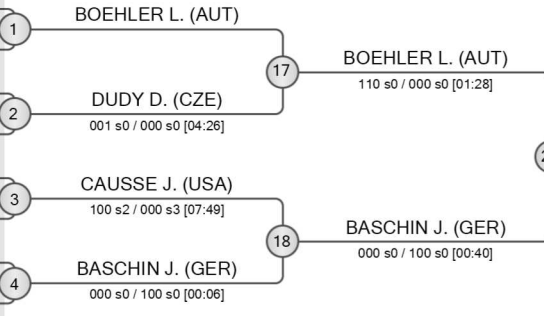 1
BOEHLER L. (AUT)
17
BOEHLER L. (AUT)
110 s0 / 000 s0 [01:28]
2
DUDY D. (CZE)
001 s0 / 000 s0 [04:26]
3
CAUSSE J. (USA)
100 s2 / 000 s3 [07:49]
18
BASCHIN J. (GER)
000 s0 / 100 s0 [00:40]
4
BASCHIN J. (GER)
000 s0 / 100 s0 [00:06]